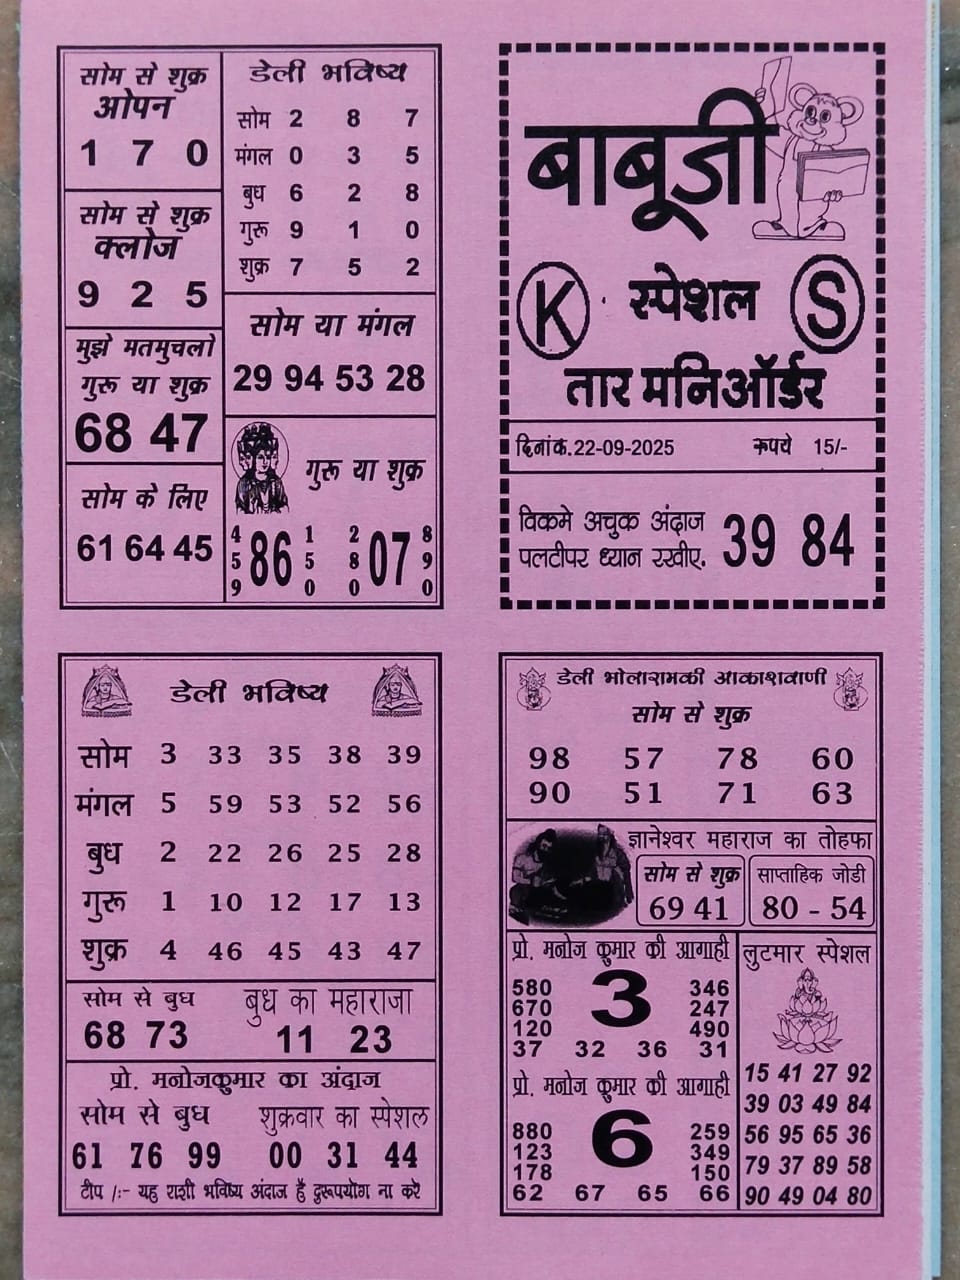 सोम से शुक्र
ओपन
1 7 0
सोम से शुक्र
क्लोज
9 2 5
मुझे मतमुचलो
गुरू या शुक्र
68 47
सोम के लिए
61 64 45
डेली भविष्य
सोम 2 8 7
मंगल 0 3 5
बुध 6 2 8
गुरू 9 1 0
शुक्र 7 5 2
सोम या मंगल
29 94 53 28
गुरू या शुक्र
4 5 9 86 1 5 0 2 8 0 07 8 9 0
बाबूजी
K स्पेशल S
तार मनिऑर्डर
दिनांक.22-09-2025 रूपये 15/-
विकमे अचुक अंदाज
पलटीपर ध्यान रखीए.
39 84
डेली भविष्य
सोम 3 33 35 38 39
मंगल 5 59 53 52 56
बुध 2 22 26 25 28
गुरू 1 10 12 17 13
शुक्र 4 46 45 43 47
सोम से बुध
68 73
बुध का महाराजा
11 23
प्रो. मनोजकुमार का अंदाज
सोम से बुध
61 76 99
शुक्रवार का स्पेशल
00 31 44
टीप /:- यह राशी भविष्य अंदाज है दुरूपयोग ना करे
डेली भोलारामकी आकाशवाणी
सोम से शुक्र
98 57 78 60
90 51 71 63
ज्ञानेश्वर महाराज का तोहफा
सोम से शुक्र
69 41
साप्ताहिक जोडी
80 - 54
प्रो. मनोज कुमार की आगाही
580 3 346
670 247
120 490
37 32 36 31
प्रो. मनोज कुमार की आगाही
880 6 259
123 349
178 150
62 67 65 66
लुटमार स्पेशल
15 41 27 92
39 03 49 84
56 95 65 36
79 37 89 58
90 49 04 80